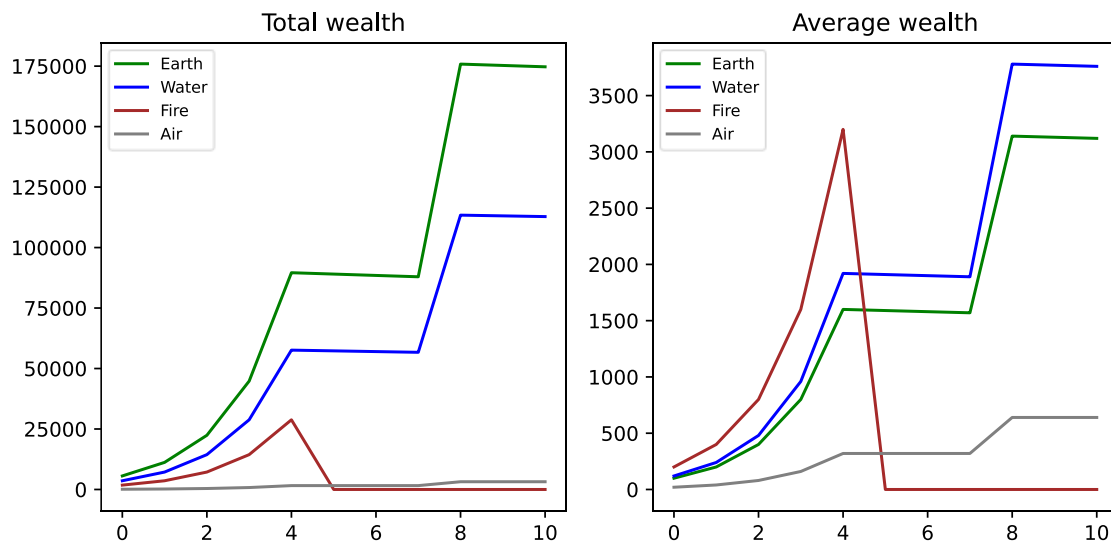 Total wealth
Earth
Water
Fire
Air
175000
150000
125000
100000
75000
50000
25000
0
0 2 4 6 8 10
Average wealth
Earth
Water
Fire
Air
3500
3000
2500
2000
1500
1000
500
0
0 2 4 6 8 10